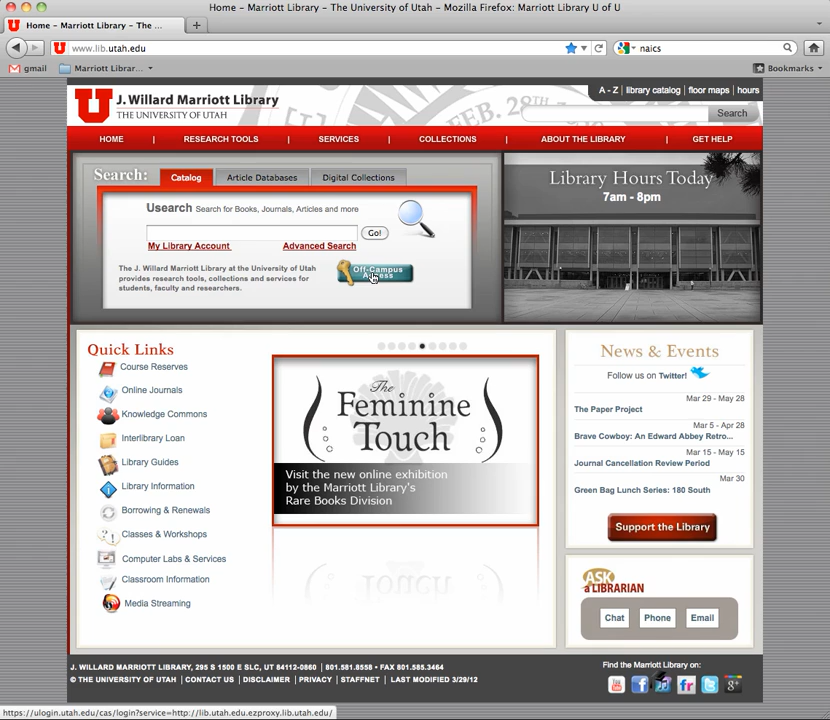 Home - Marriott Library - The University of Utah - Mozilla Firefox: Marriott Library U of U
Home - Marriott Library - The ...
www.lib.utah.edu
naics
gmail
Marriott Librar...
Bookmarks
J. Willard Marriott Library
THE UNIVERSITY OF UTAH
FEB. 28TH
A - Z | library catalog | floor maps | hours
Search
HOME | RESEARCH TOOLS | SERVICES | COLLECTIONS | ABOUT THE LIBRARY | GET HELP
Search: Catalog Article Databases Digital Collections
Usearch Search for Books, Journals, Articles and more
Go!
My Library Account Advanced Search
The J. Willard Marriott Library at the University of Utah
provides research tools, collections and services for
students, faculty and researchers.
Off-Campus
Access
Library Hours Today
7am - 8pm
Quick Links
Course Reserves
Online Journals
Knowledge Commons
Interlibrary Loan
Library Guides
Library Information
Borrowing & Renewals
Classes & Workshops
Computer Labs & Services
Classroom Information
Media Streaming
The
Feminine
Touch
Visit the new online exhibition
by the Marriott Library's
Rare Books Division
News & Events
Follow us on Twitter!
Mar 29 - May 28
The Paper Project
Mar 5 - Apr 28
Brave Cowboy: An Edward Abbey Retro...
Mar 15 - May 15
Journal Cancellation Review Period
Mar 30
Green Bag Lunch Series: 180 South
Support the Library
ASK
a LIBRARIAN
Chat Phone Email
J. WILLARD MARRIOTT LIBRARY, 295 S 1500 E SLC, UT 84112-0860 | 801.581.8558 • FAX 801.585.3464
© THE UNIVERSITY OF UTAH | CONTACT US | DISCLAIMER | PRIVACY | STAFFNET | LAST MODIFIED 3/29/12
Find the Marriott Library on:
https://ulogin.utah.edu/cas/login?service=http://lib.utah.edu.ezproxy.lib.utah.edu/